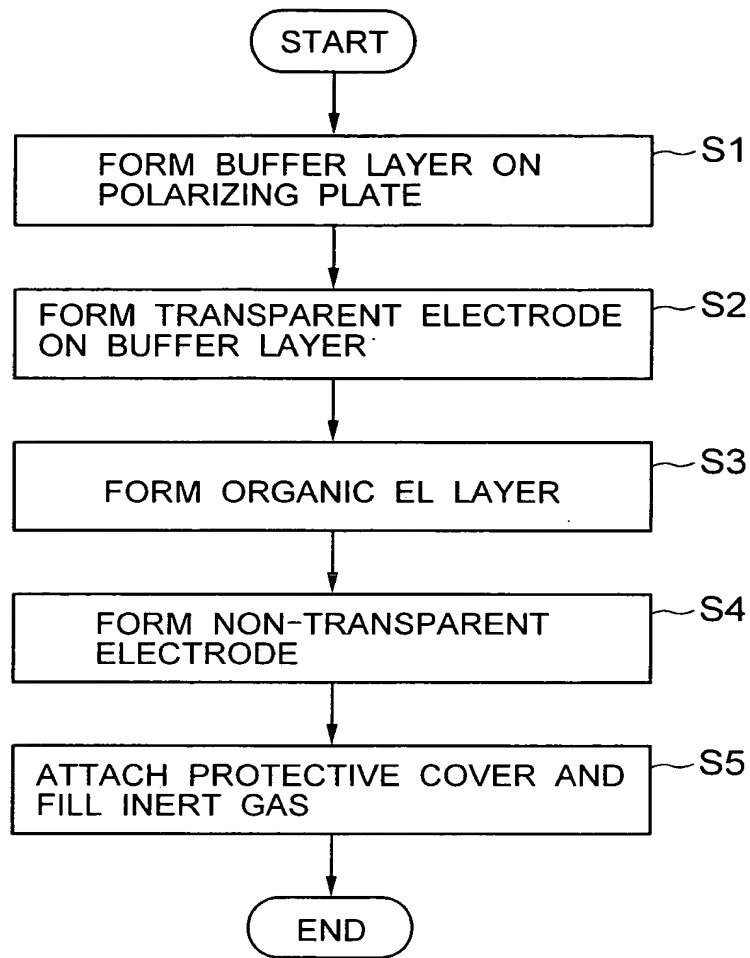 START
FORM BUFFER LAYER ON
POLARIZING PLATE
S1
FORM TRANSPARENT ELECTRODE
ON BUFFER LAYER
S2
FORM ORGANIC EL LAYER
S3
FORM NON-TRANSPARENT
ELECTRODE
S4
ATTACH PROTECTIVE COVER AND
FILL INERT GAS
S5
END